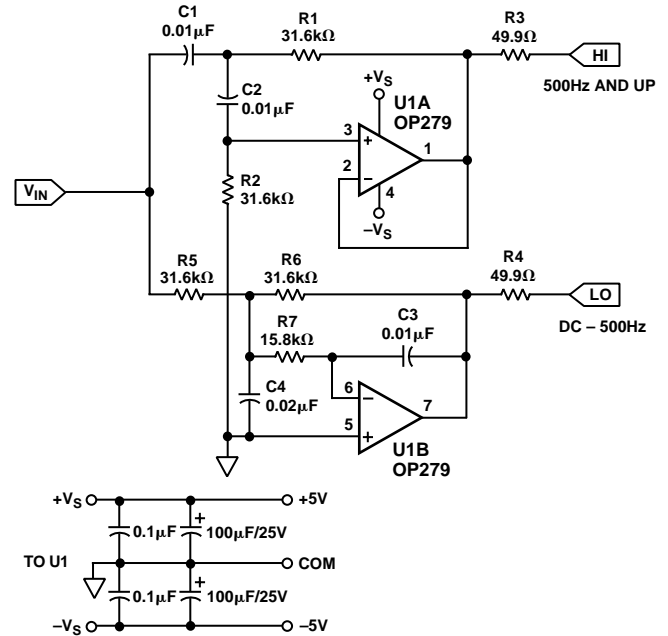 C1
0.01µF
R1
31.6kΩ
R3
49.9Ω
HI
500Hz AND UP
C2
0.01µF
+VS
U1A
OP279
3
+
1
2
−
4
−VS
R2
31.6kΩ
VIN
R5
31.6kΩ
R6
31.6kΩ
R4
49.9Ω
LO
DC – 500Hz
R7
15.8kΩ
C3
0.01µF
C4
0.02µF
6
−
7
5
+
U1B
OP279
+VS
+5V
0.1µF
+
100µF/25V
TO U1
COM
0.1µF
+
100µF/25V
−VS
–5V